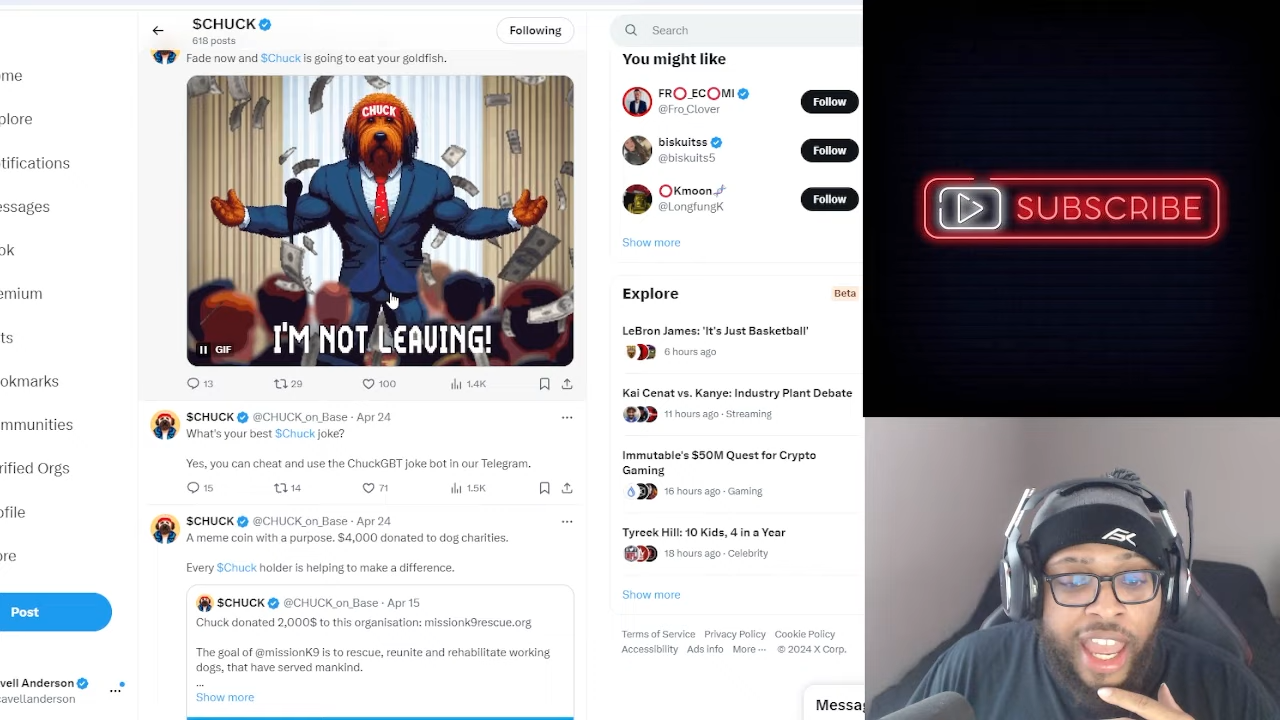 $CHUCK
618 posts
Following
Fade now and $Chuck is going to eat your goldfish.
CHUCK
I'M NOT LEAVING!
GIF
13 29 100 1.4K
$CHUCK @CHUCK_on_Base · Apr 24
What's your best $Chuck joke?
Yes, you can cheat and use the ChuckGBT joke bot in our Telegram.
15 14 71 1.5K
$CHUCK @CHUCK_on_Base · Apr 24
A meme coin with a purpose. $4,000 donated to dog charities.
Every $Chuck holder is helping to make a difference.
$CHUCK @CHUCK_on_Base · Apr 15
Chuck donated 2,000$ to this organisation: missionk9rescue.org
The goal of @missionK9 is to rescue, reunite and rehabilitate working
dogs, that have served mankind.
...
Show more
ome
xplore
otifications
essages
ok
emium
ts
okmarks
mmunities
rified Orgs
ofile
ore
Post
vell Anderson
cavellanderson
Search
You might like
FR⭕_EC⭕MI
@Fro_Clover
Follow
biskuitss
@biskuits5
Follow
⭕Kmoon🧬
@LongfungK
Follow
Show more
Explore
Beta
LeBron James: 'It's Just Basketball'
6 hours ago
Kai Cenat vs. Kanye: Industry Plant Debate
11 hours ago · Streaming
Immutable's $50M Quest for Crypto
Gaming
16 hours ago · Gaming
Tyreek Hill: 10 Kids, 4 in a Year
18 hours ago · Celebrity
Show more
Terms of Service Privacy Policy Cookie Policy
Accessibility Ads info More ··· © 2024 X Corp.
Messag
SUBSCRIBE